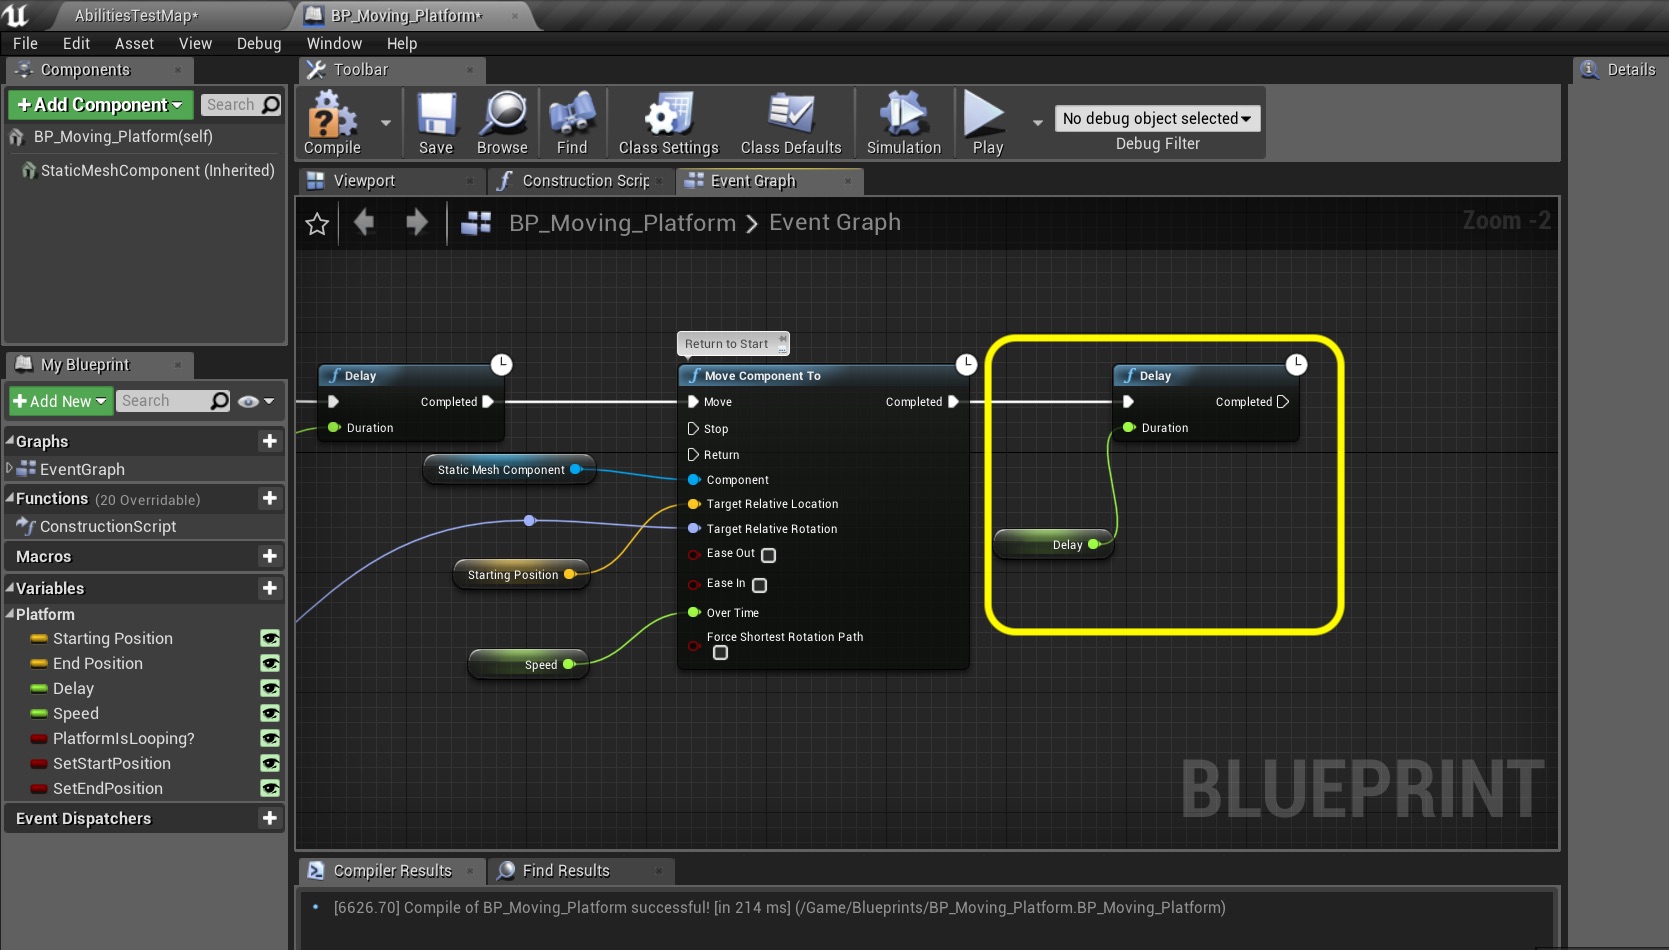 AbilitiesTestMap*
BP_Moving_Platform*
File Edit Asset View Debug Window Help
Components
Toolbar
Details
+Add Component
Search
BP_Moving_Platform(self)
StaticMeshComponent (Inherited)
Compile
Save
Browse
Find
Class Settings
Class Defaults
Simulation
Play
No debug object selected
Debug Filter
Viewport
Construction Scrip
Event Graph
BP_Moving_Platform > Event Graph
Zoom -2
My Blueprint
+Add New
Search
Graphs
EventGraph
Functions (20 Overridable)
ConstructionScript
Macros
Variables
Platform
Starting Position
End Position
Delay
Speed
PlatformIsLooping?
SetStartPosition
SetEndPosition
Event Dispatchers
Delay
Completed
Duration
Static Mesh Component
Starting Position
Speed
Return to Start
Move Component To
Move
Completed
Stop
Return
Component
Target Relative Location
Target Relative Rotation
Ease Out
Ease In
Over Time
Force Shortest Rotation Path
Delay
Completed
Duration
Delay
BLUEPRINT
Compiler Results
Find Results
[6626.70] Compile of BP_Moving_Platform successful! [in 214 ms] (/Game/Blueprints/BP_Moving_Platform.BP_Moving_Platform)